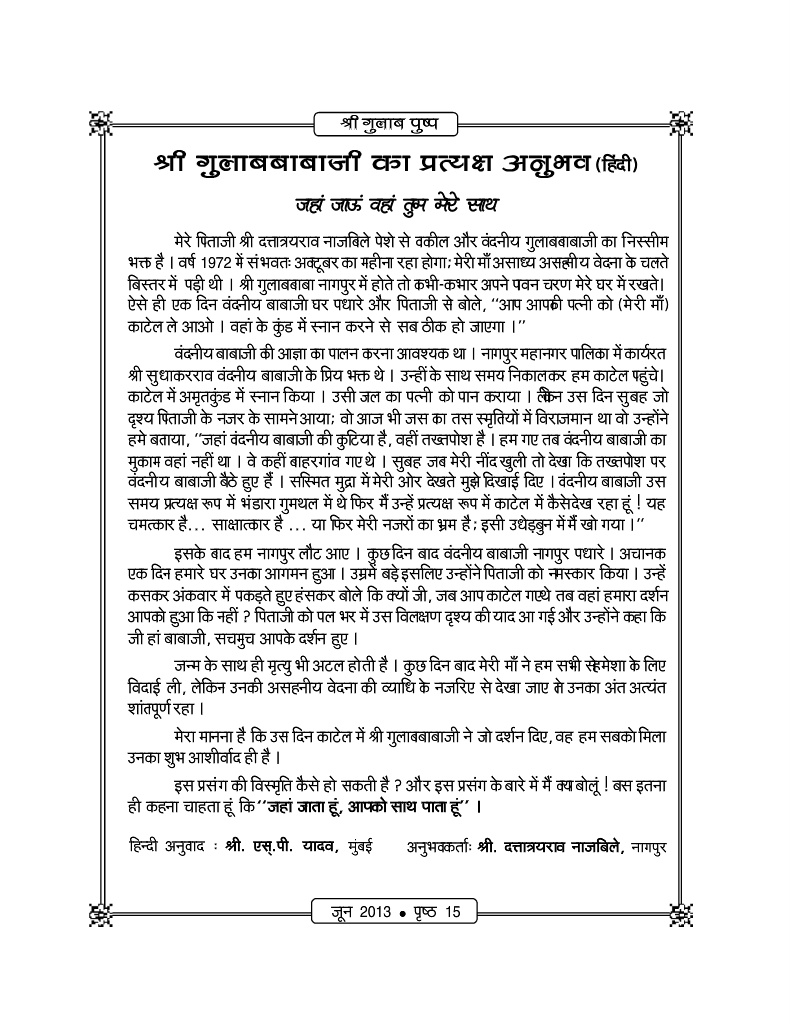 श्री गुलाब पुष्प
श्री गुलाबबाबाजी का प्रत्यक्ष अनुभव (हिंदी)
जहां जाऊं वहां तुम मेरे साथ
मेरे पिताजी श्री दत्तात्रयराव नाजबिले पेशे से वकील और वंदनीय गुलाबबाबाजी का निस्सीम
भक्त है । वर्ष 1972 में संभवतः अक्टूबर का महीना रहा होगा; मेरी माँ असाध्य असहनीय वेदना के चलते
बिस्तर में पड़ी थी । श्री गुलाबबाबा नागपुर में होते तो कभी-कभार अपने पवन चरण मेरे घर में रखते।
ऐसे ही एक दिन वंदनीय बाबाजी घर पधारे और पिताजी से बोले, ‘‘आप आपकी पत्नी को (मेरी माँ)
काटेल ले आओ । वहां के कुंड में स्नान करने से सब ठीक हो जाएगा ।’’
वंदनीय बाबाजी की आज्ञा का पालन करना आवश्यक था । नागपुर महानगर पालिका में कार्यरत
श्री सुधाकरराव वंदनीय बाबाजी के प्रिय भक्त थे । उन्हीं के साथ समय निकालकर हम काटेल पहुंचे।
काटेल में अमृतकुंड में स्नान किया । उसी जल का पत्नी को पान कराया । लेकिन उस दिन सुबह जो
दृश्य पिताजी के नजर के सामने आया; वो आज भी जस का तस स्मृतियों में विराजमान था वो उन्होंने
हमे बताया, ‘‘जहां वंदनीय बाबाजी की कुटिया है, वहीं तख्तपोश है । हम गए तब वंदनीय बाबाजी का
मुकाम वहां नहीं था । वे कहीं बाहरगांव गए थे । सुबह जब मेरी नींद खुली तो देखा कि तख्तपोश पर
वंदनीय बाबाजी बैठे हुए हैं । सस्मित मुद्रा में मेरी ओर देखते मुझे दिखाई दिए । वंदनीय बाबाजी उस
समय प्रत्यक्ष रूप में भंडारा गुमथल में थे फिर मैं उन्हें प्रत्यक्ष रूप में काटेल में कैसे देख रहा हूं ! यह
चमत्कार है... साक्षात्कार है ... या फिर मेरी नजरों का भ्रम है; इसी उधेड़बुन में मैं खो गया ।’’
इसके बाद हम नागपुर लौट आए । कुछ दिन बाद वंदनीय बाबाजी नागपुर पधारे । अचानक
एक दिन हमारे घर उनका आगमन हुआ । उम्र में बड़े इसलिए उन्होंने पिताजी को नमस्कार किया । उन्हें
कसकर अंकवार में पकड़ते हुए हंसकर बोले कि क्यों जी, जब आप काटेल गए थे तब वहां हमारा दर्शन
आपको हुआ कि नहीं ? पिताजी को पल भर में उस विलक्षण दृश्य की याद आ गई और उन्होंने कहा कि
जी हां बाबाजी, सचमुच आपके दर्शन हुए ।
जन्म के साथ ही मृत्यु भी अटल होती है । कुछ दिन बाद मेरी माँ ने हम सभी से हमेशा के लिए
विदाई ली, लेकिन उनकी असहनीय वेदना की व्याधि के नजरिए से देखा जाए तो उनका अंत अत्यंत
शांतपूर्ण रहा ।
मेरा मानना है कि उस दिन काटेल में श्री गुलाबबाबाजी ने जो दर्शन दिए, वह हम सबको मिला
उनका शुभ आशीर्वाद ही है ।
इस प्रसंग की विस्मृति कैसे हो सकती है ? और इस प्रसंग के बारे में मैं क्या बोलूं ! बस इतना
ही कहना चाहता हूं कि ‘‘जहां जाता हूं, आपको साथ पाता हूं’’ ।
हिन्दी अनुवाद : श्री. एस्.पी. यादव, मुंबई अनुभवकर्ताः श्री. दत्तात्रयराव नाजबिले, नागपुर
जून 2013 ● पृष्ठ 15